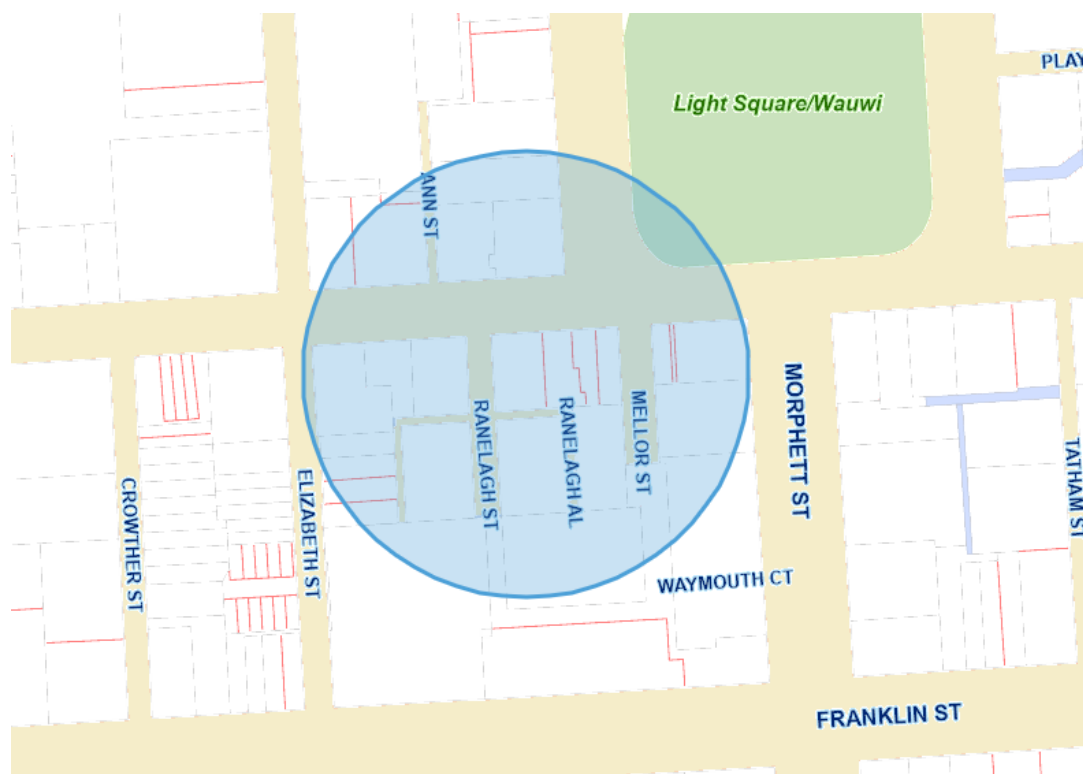 PLAY
Light Square/Wauwi
ANN ST
MORPHETT ST
MELLOR ST
RANELAGH AL
RANELAGH ST
TATHAM ST
ELIZABETH ST
CROWTHER ST
WAYMOUTH CT
FRANKLIN ST